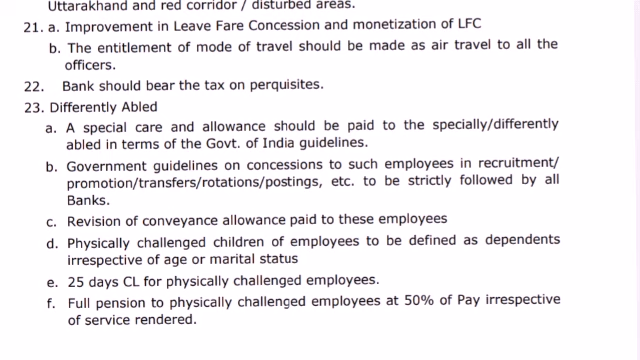 Uttarakhand and red corridor / disturbed areas.
21. a. Improvement in Leave Fare Concession and monetization of LFC
b. The entitlement of mode of travel should be made as air travel to all the
officers.
22. Bank should bear the tax on perquisites.
23. Differently Abled
a. A special care and allowance should be paid to the specially/differently
abled in terms of the Govt. of India guidelines.
b. Government guidelines on concessions to such employees in recruitment/
promotion/transfers/rotations/postings, etc. to be strictly followed by all
Banks.
c. Revision of conveyance allowance paid to these employees
d. Physically challenged children of employees to be defined as dependents
irrespective of age or marital status
e. 25 days CL for physically challenged employees.
f. Full pension to physically challenged employees at 50% of Pay irrespective
of service rendered.